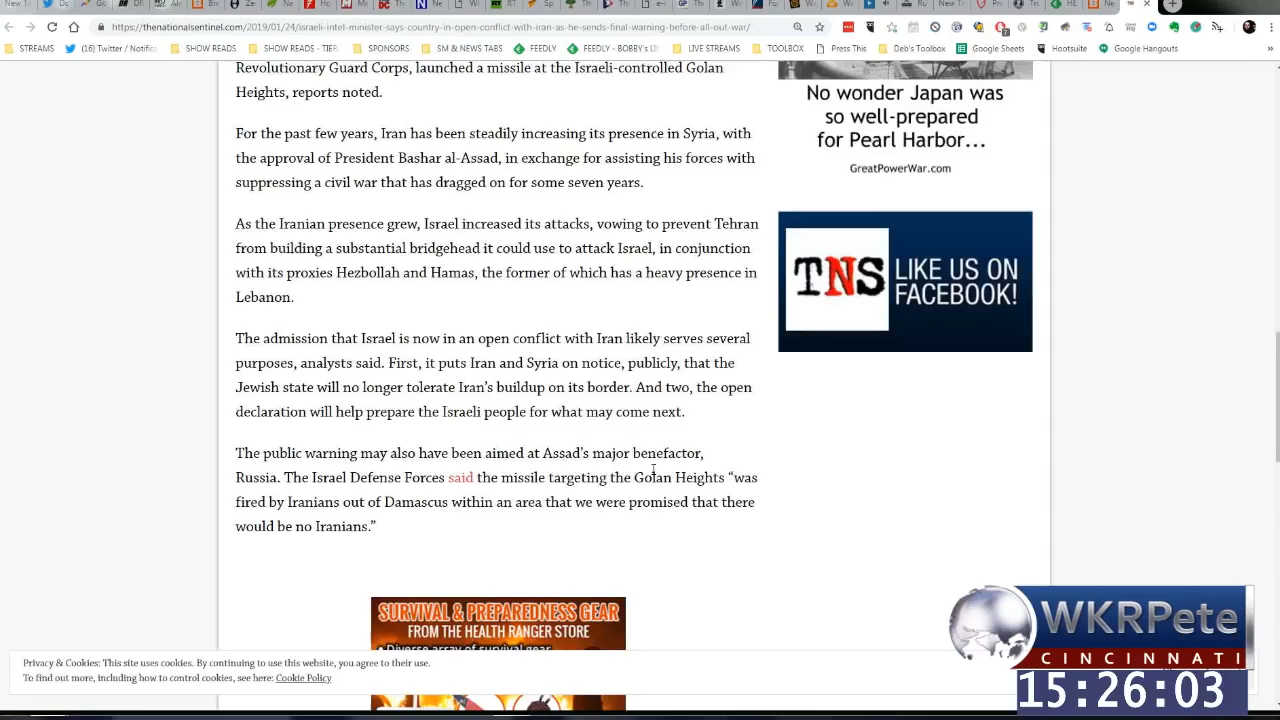 https://thenationalsentinel.com/2019/01/24/israeli-intel-minister-says-country-in-open-conflict-with-iran-as-he-sends-final-warning-before-all-out-war/
STREAMS (16) Twitter / Notific SHOW READS SHOW READS - TIER SPONSORS SM & NEWS TABS FEEDLY FEEDLY - BOBBY's LI LIVE STREAMS TOOLBOX Press This Deb's Toolbox Google Sheets Hootsuite Google Hangouts
Revolutionary Guard Corps, launched a missile at the Israeli-controlled Golan
Heights, reports noted.
For the past few years, Iran has been steadily increasing its presence in Syria, with
the approval of President Bashar al-Assad, in exchange for assisting his forces with
suppressing a civil war that has dragged on for some seven years.
As the Iranian presence grew, Israel increased its attacks, vowing to prevent Tehran
from building a substantial bridgehead it could use to attack Israel, in conjunction
with its proxies Hezbollah and Hamas, the former of which has a heavy presence in
Lebanon.
The admission that Israel is now in an open conflict with Iran likely serves several
purposes, analysts said. First, it puts Iran and Syria on notice, publicly, that the
Jewish state will no longer tolerate Iran's buildup on its border. And two, the open
declaration will help prepare the Israeli people for what may come next.
The public warning may also have been aimed at Assad's major benefactor,
Russia. The Israel Defense Forces said the missile targeting the Golan Heights “was
fired by Iranians out of Damascus within an area that we were promised that there
would be no Iranians.”
No wonder Japan was
so well-prepared
for Pearl Harbor...
GreatPowerWar.com
TNS
LIKE US ON
FACEBOOK!
SURVIVAL & PREPAREDNESS GEAR
FROM THE HEALTH RANGER STORE
• Diverse array of survival gear
Privacy & Cookies: This site uses cookies. By continuing to use this website, you agree to their use.
To find out more, including how to control cookies, see here: Cookie Policy
WKRPete
CINCINNATI
15:26:03